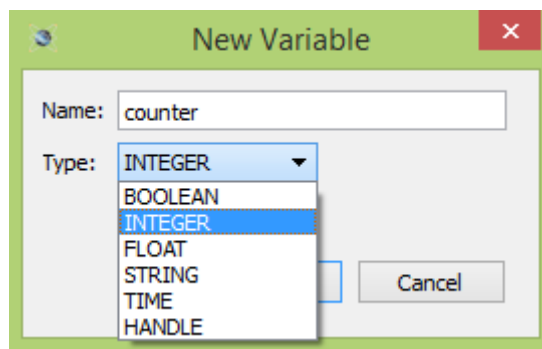 New Variable
Name: counter
Type: INTEGER
BOOLEAN
INTEGER
FLOAT
STRING
TIME
HANDLE
Cancel